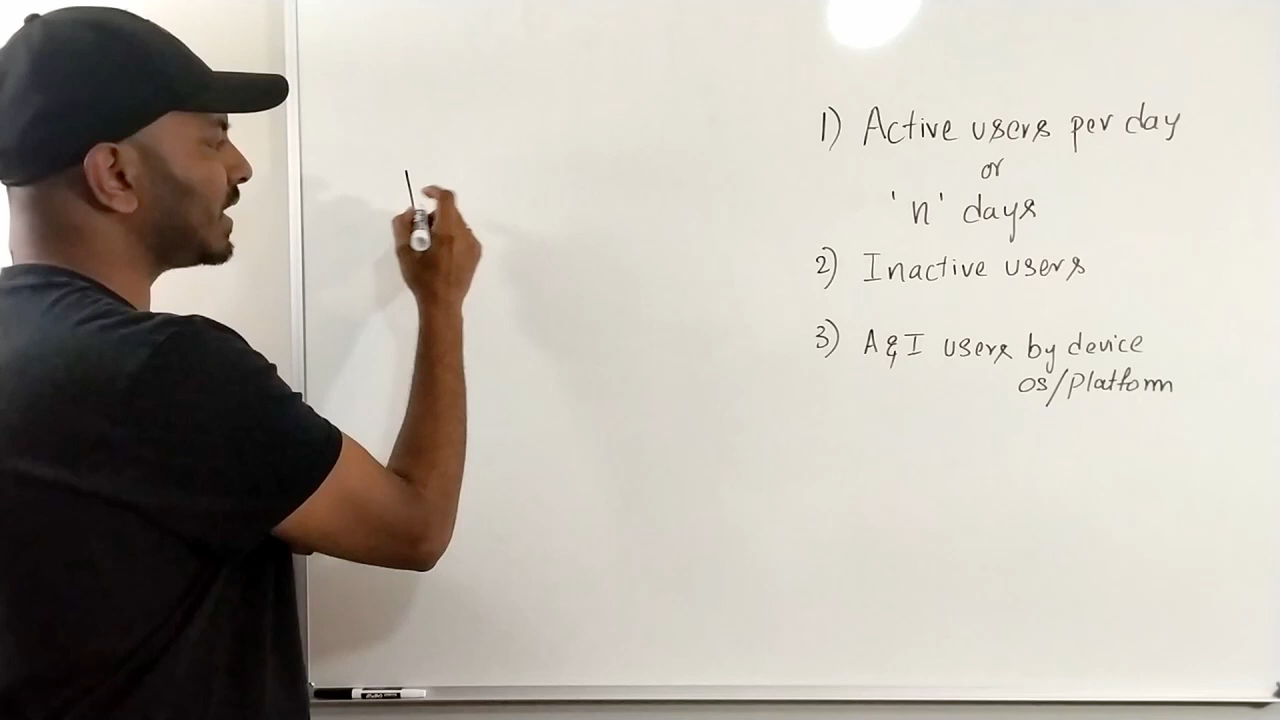 1) Active users per day
or
'n' days
2) Inactive users
3) A & I users by device
OS/Platform